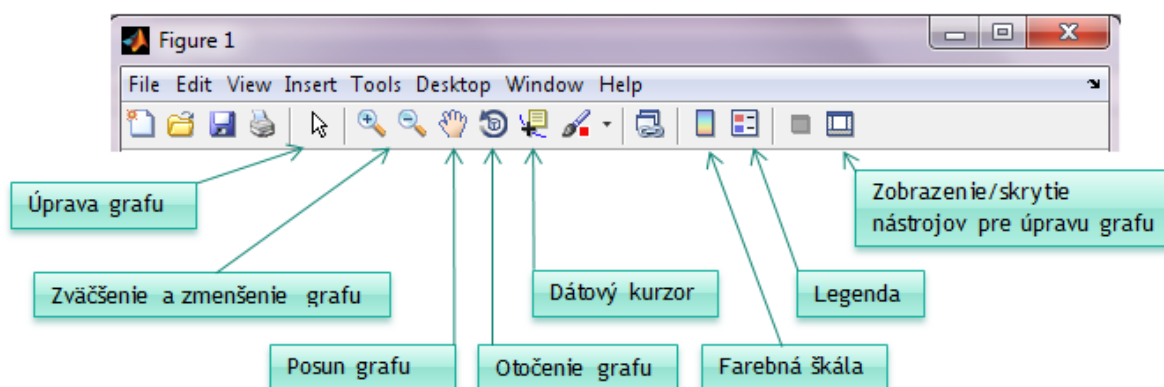 Figure 1
File Edit View Insert Tools Desktop Window Help
Úprava grafu
Zobrazenie/skrytie
nástrojov pre úpravu grafu
Zväčšenie a zmenšenie grafu
Dátový kurzor
Legenda
Posun grafu
Otočenie grafu
Farebná škála